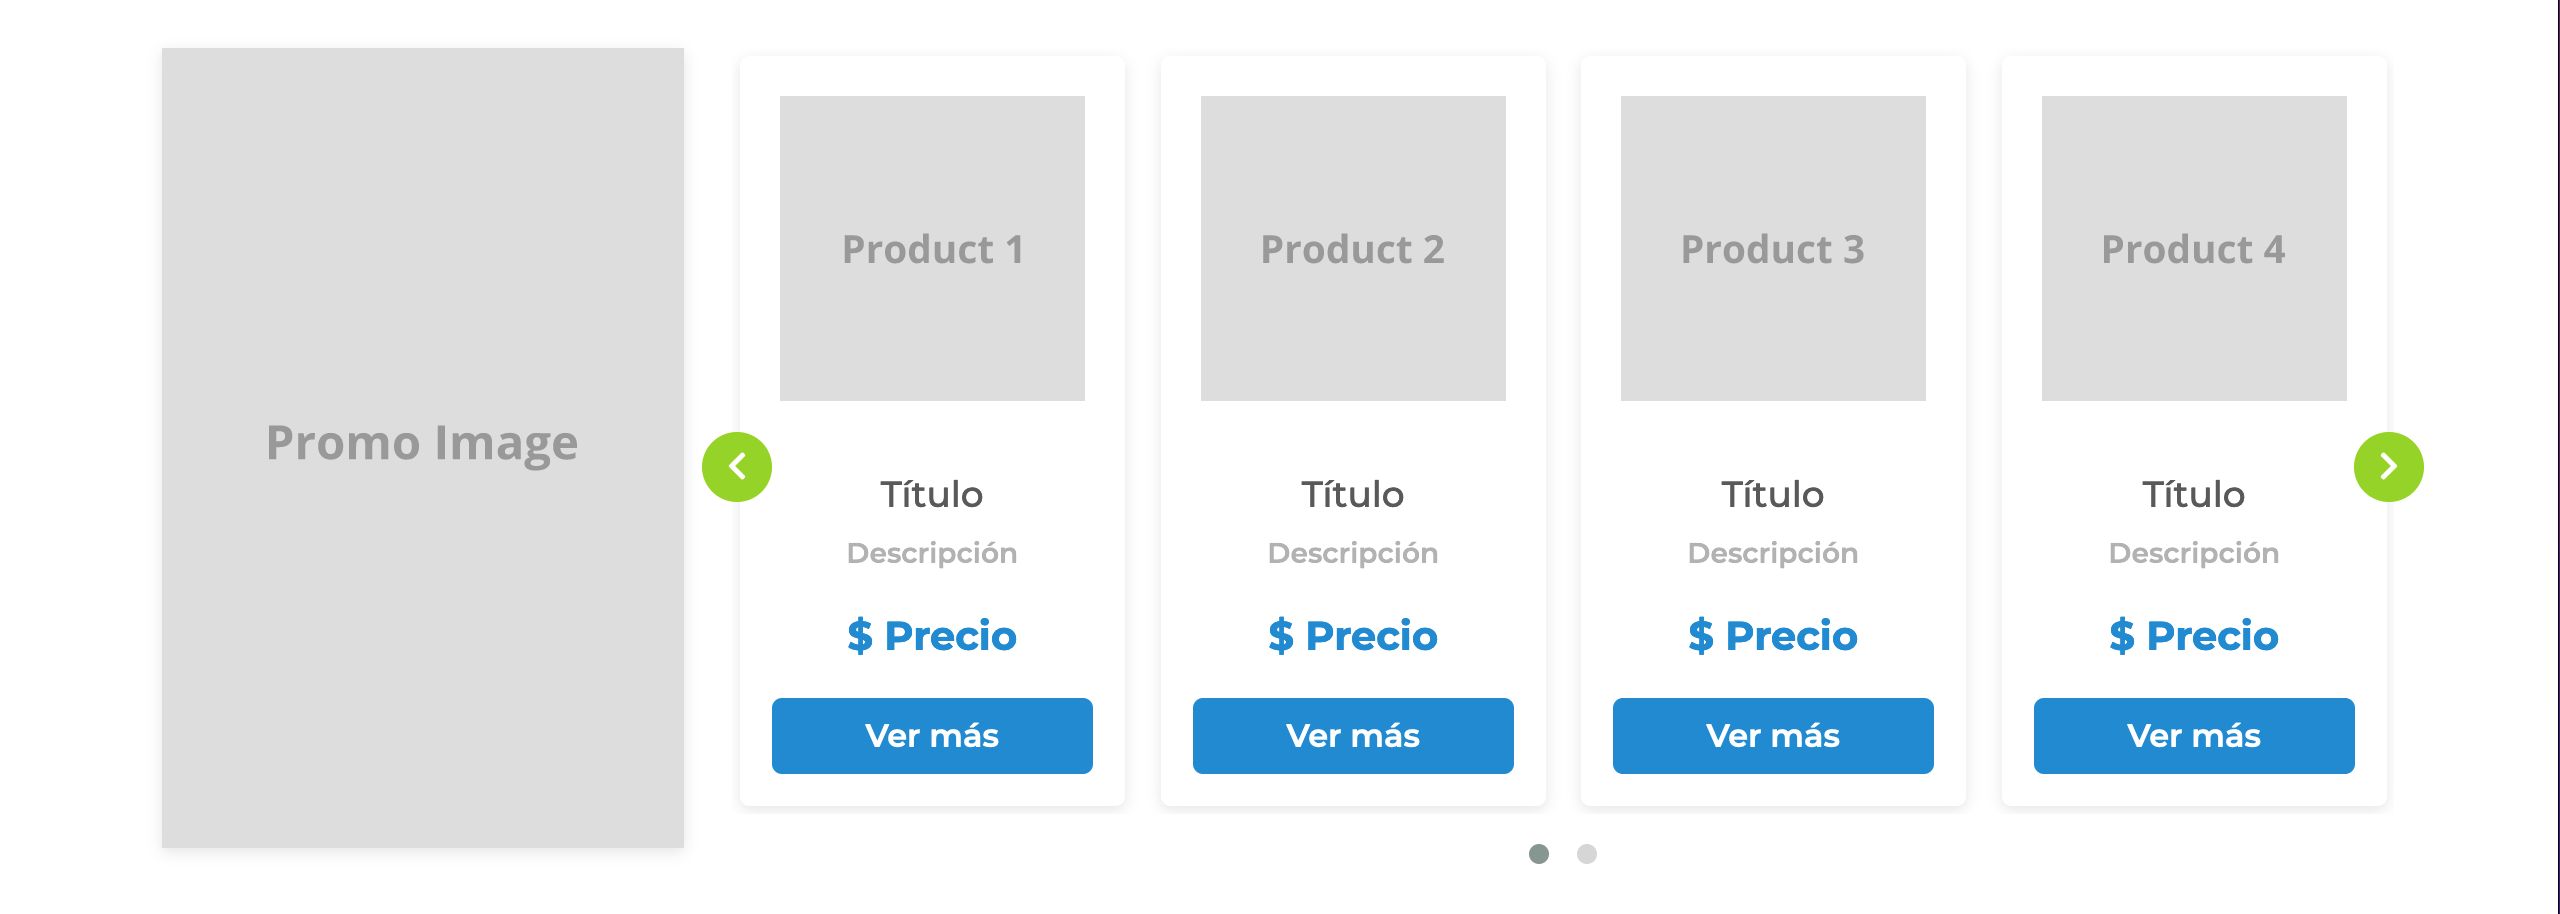 Promo Image
Product 1
Título
Descripción
$ Precio
Ver más
Product 2
Título
Descripción
$ Precio
Ver más
Product 3
Título
Descripción
$ Precio
Ver más
Product 4
Título
Descripción
$ Precio
Ver más